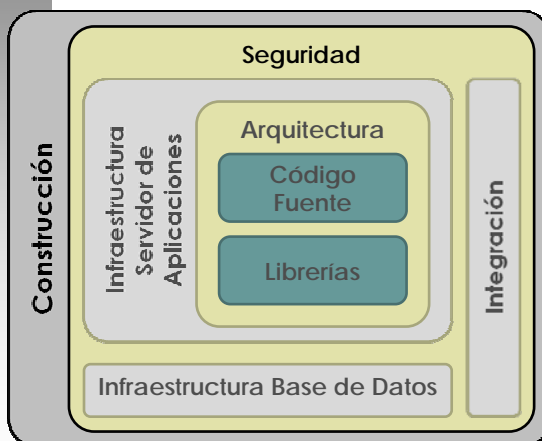 Seguridad
Construcción
Infraestructura
Servidor de
Aplicaciones
Arquitectura
Código
Fuente
Librerías
Integración
Infraestructura Base de Datos